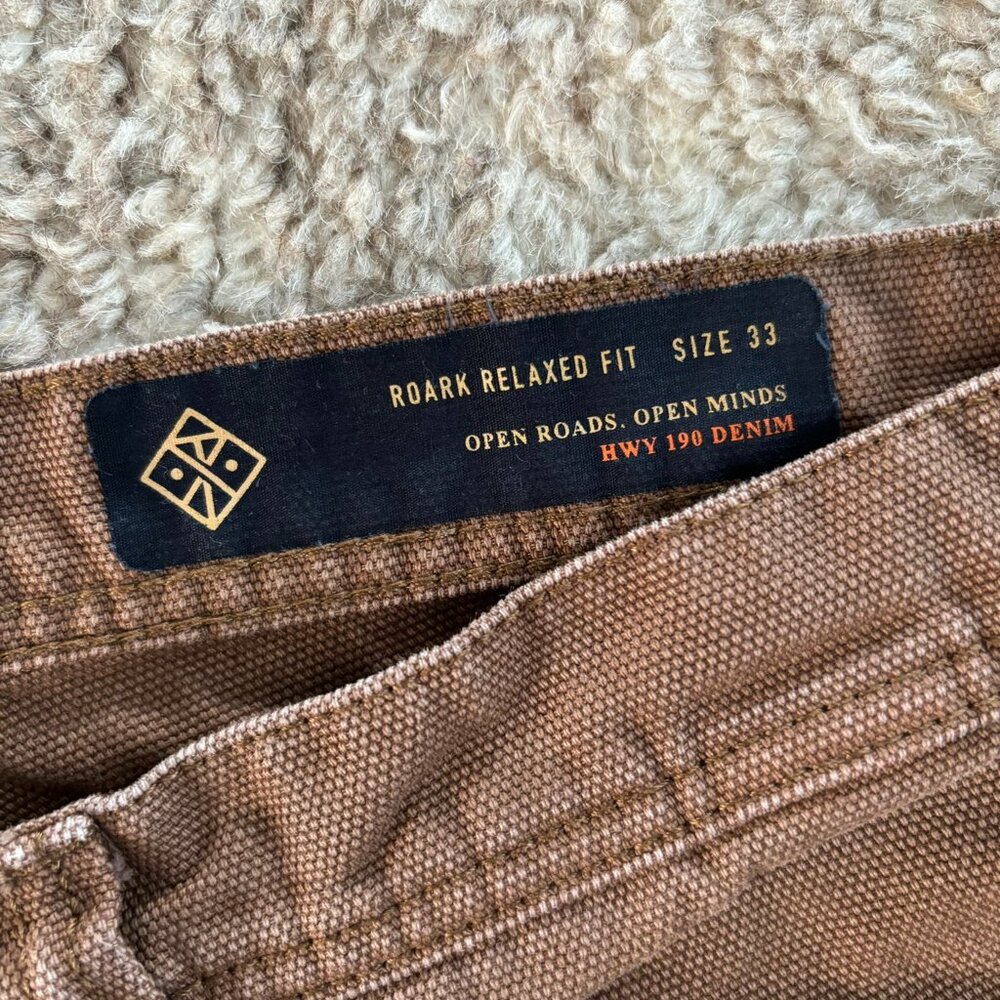 ROARK RELAXED FIT SIZE 33
OPEN ROADS. OPEN MINDS
HWY 190 DENIM